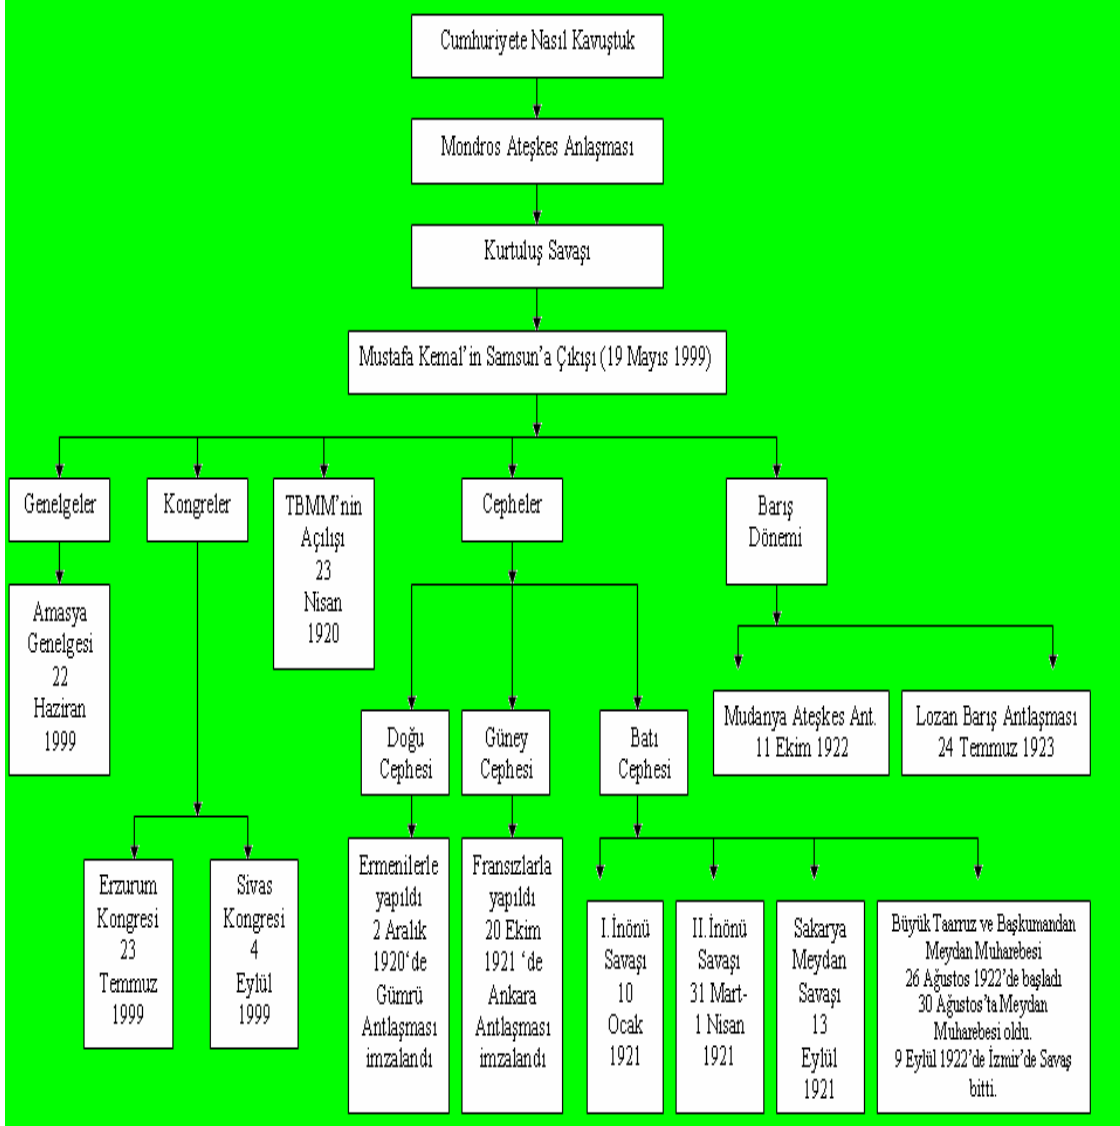 Cumhuriyete Nasıl Kavuştuk
Mondros Ateşkes Anlaşması
Kurtuluş Savaşı
Mustafa Kemal'in Samsun'a Çıkışı (19 Mayıs 1999)
Genelgeler
Kongreler
TBMM'nin
Açılışı
23
Nisan
1920
Cepheler
Barış
Dönemi
Amasya
Genelgesi
22
Haziran
1999
Doğu
Cephesi
Güney
Cephesi
Batı
Cephesi
Mudanya Ateşkes Ant.
11 Ekim 1922
Lozan Barış Antlaşması
24 Temmuz 1923
Erzurum
Kongresi
23
Temmuz
1999
Sivas
Kongresi
4
Eylül
1999
Ermenilerle
yapıldı
2 Aralık
1920'de
Gümrü
Antlaşması
imzalandı
Fransızlarla
yapıldı
20 Ekim
1921 'de
Ankara
Antlaşması
imzalandı
I.İnönü
Savaşı
10
Ocak
1921
II.İnönü
Savaşı
31 Mart-
1 Nisan
1921
Sakarya
Meydan
Savaşı
13
Eylül
1921
Büyük Taarruz ve Başkumandan
Meydan Muharebesi
26 Ağustos 1922'de başladı
30 Ağustos'ta Meydan
Muharebesi oldu.
9 Eylül 1922'de İzmir'de Savaş
bitti.